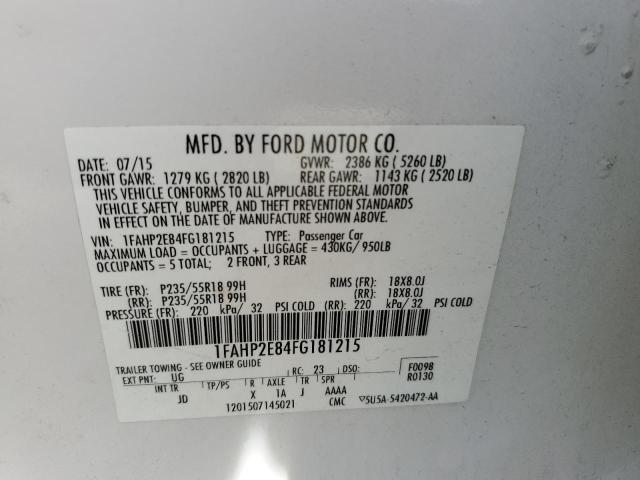 MFD. BY FORD MOTOR CO.
DATE: 07/15 GVWR: 2386 KG ( 5260 LB)
FRONT GAWR: 1279 KG ( 2820 LB) REAR GAWR: 1143 KG ( 2520 LB)
THIS VEHICLE CONFORMS TO ALL APPLICABLE FEDERAL MOTOR
VEHICLE SAFETY, BUMPER, AND THEFT PREVENTION STANDARDS
IN EFFECT ON THE DATE OF MANUFACTURE SHOWN ABOVE.
VIN: 1FAHP2E84FG181215 TYPE: Passenger Car
MAXIMUM LOAD = OCCUPANTS + LUGGAGE = 430KG/ 950LB
OCCUPANTS = 5 TOTAL; 2 FRONT, 3 REAR
TIRE (FR): P235/55R18 99H RIMS (FR): 18X8.0J
(RR): P235/55R18 99H (RR): 18X8.0J
PRESSURE (FR): 220 kPa/ 32 PSI COLD (RR): 220 kPa/ 32 PSI COLD
1FAHP2E84FG181215
TRAILER TOWING - SEE OWNER GUIDE
EXT PNT: UG RC: 23 DSO: F0098
INT TR TP/PS R AXLE TR SPR R0130
JD X 1A J AAAA
1201507145021 CMC ▽5U5A-5420472-AA